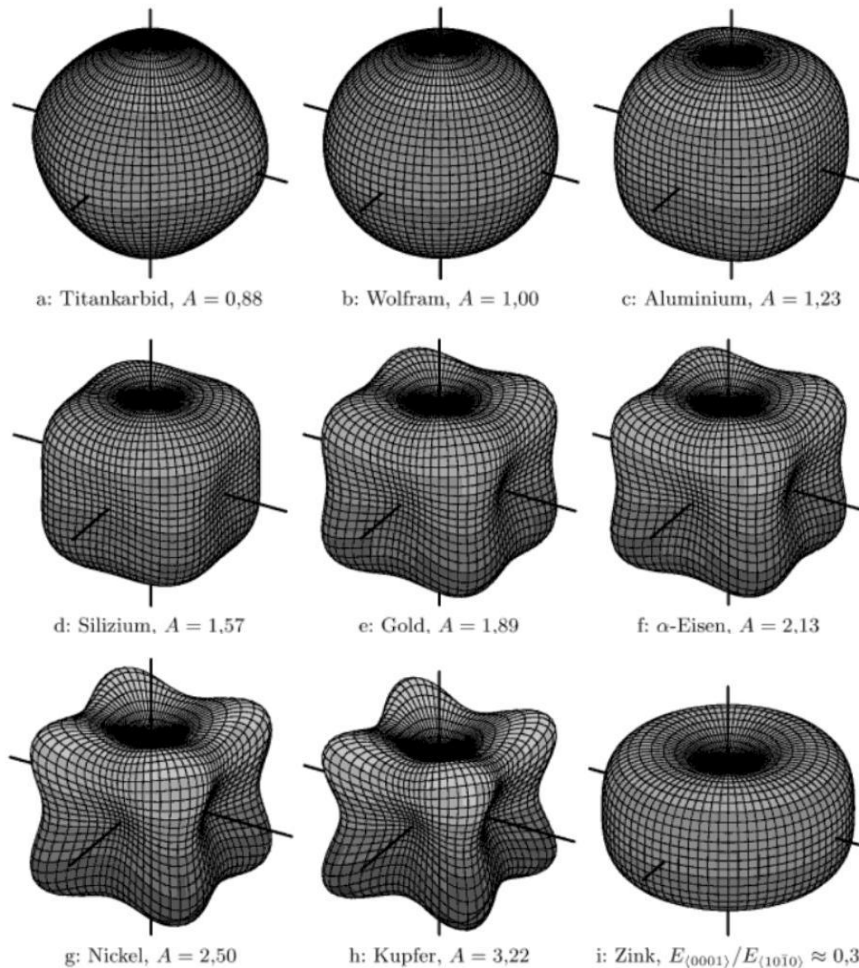 a: Titankarbid, A = 0,88
b: Wolfram, A = 1,00
c: Aluminium, A = 1,23
d: Silizium, A = 1,57
e: Gold, A = 1,89
f: α-Eisen, A = 2,13
g: Nickel, A = 2,50
h: Kupfer, A = 3,22
i: Zink, E⟨0001⟩/E⟨101̄0⟩ ≈ 0,3